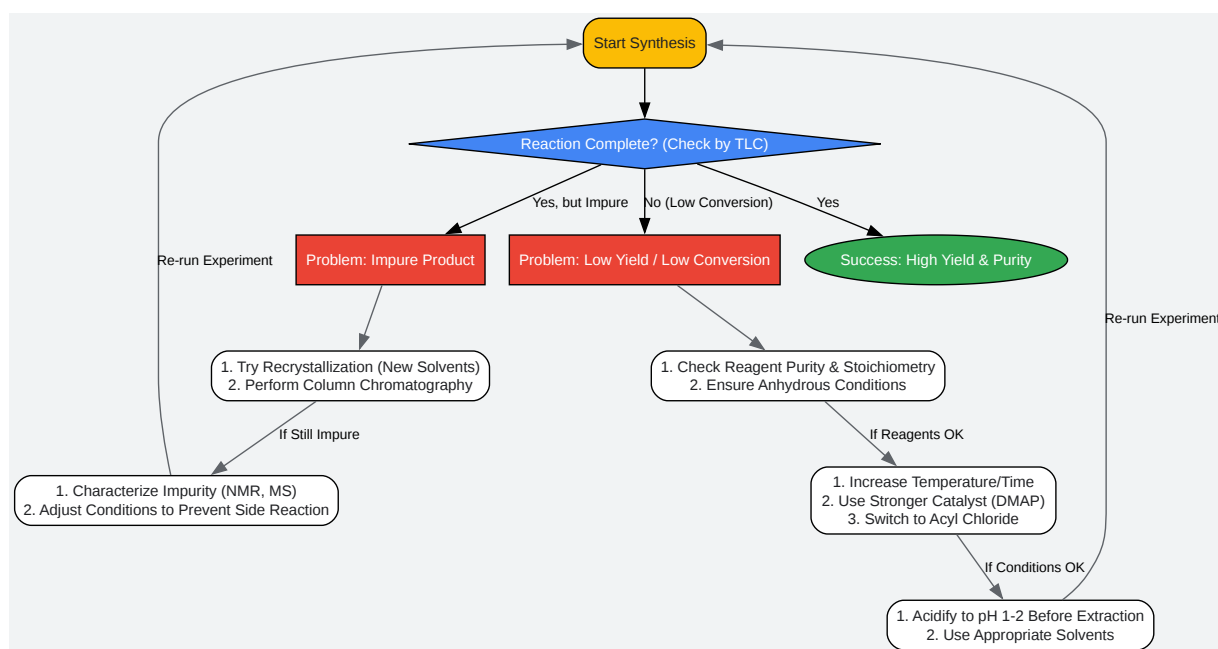 Start Synthesis
Reaction Complete? (Check by TLC)
Yes, but Impure
No (Low Conversion)
Yes
Problem: Impure Product
Problem: Low Yield / Low Conversion
Success: High Yield & Purity
Re-run Experiment
Re-run Experiment
1. Try Recrystallization (New Solvents)
2. Perform Column Chromatography
1. Check Reagent Purity & Stoichiometry
2. Ensure Anhydrous Conditions
If Still Impure
If Reagents OK
1. Characterize Impurity (NMR, MS)
2. Adjust Conditions to Prevent Side Reaction
1. Increase Temperature/Time
2. Use Stronger Catalyst (DMAP)
3. Switch to Acyl Chloride
If Conditions OK
1. Acidify to pH 1-2 Before Extraction
2. Use Appropriate Solvents